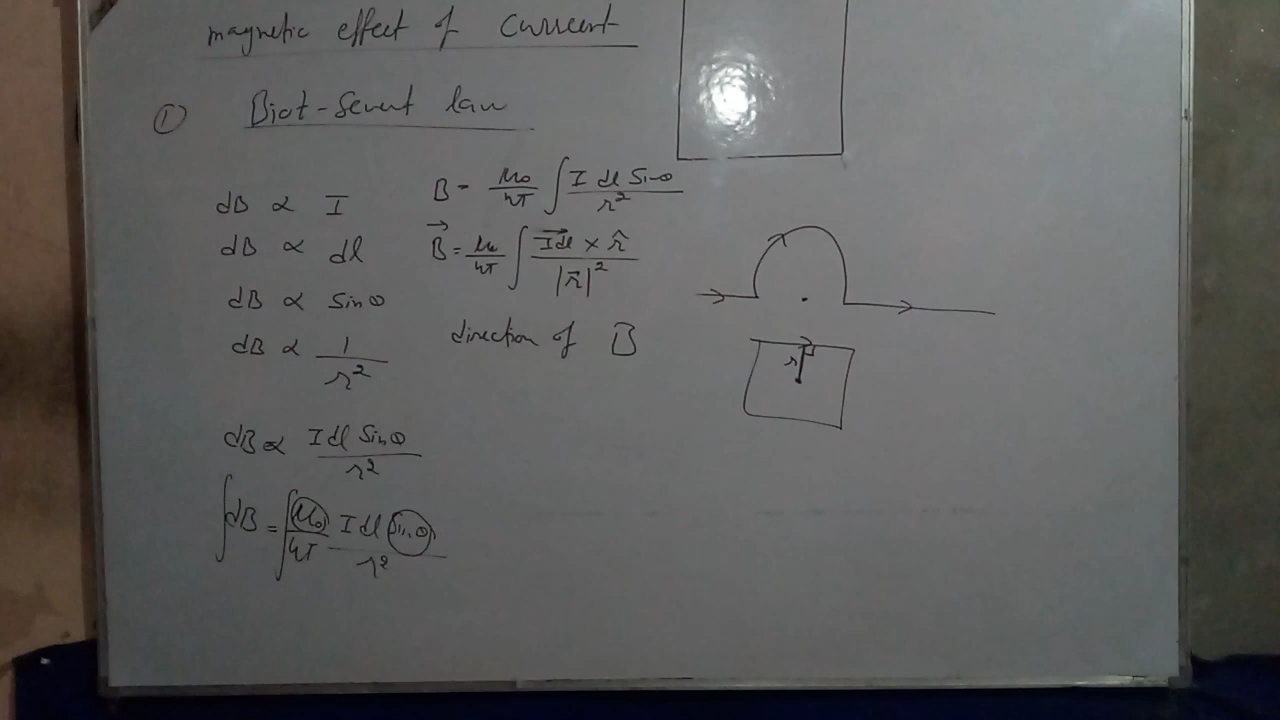 magnetic effect of current
① Biot-Severt law
dB ∝ I
dB ∝ dl
dB ∝ Sinθ
dB ∝ 1/r²
dB ∝ I dl Sinθ / r²
∫dB = ∫ μ₀/4π I dl Sinθ / r²
B = μ₀/4π ∫ I dl Sinθ / r²
B⃗ = μ₀/4π ∫ I dl⃗ × r̂ / |r⃗|²
direction of B
r